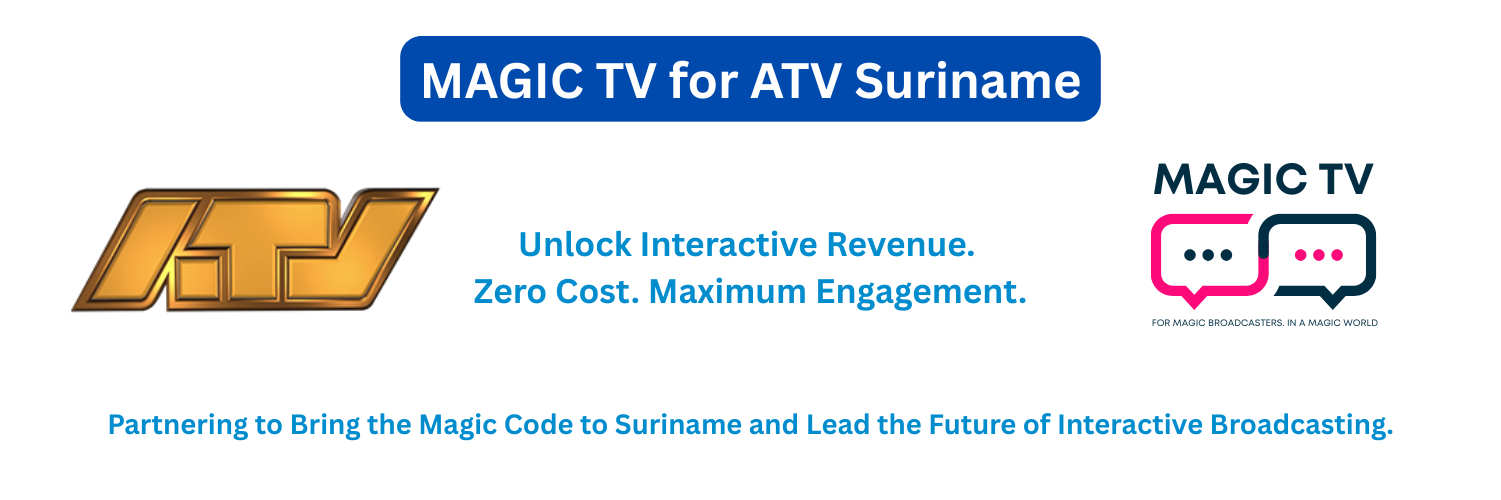 MAGIC TV for ATV Suriname
ATV
MAGIC TV
Unlock Interactive Revenue.
Zero Cost. Maximum Engagement.
FOR MAGIC BROADCASTERS. IN A MAGIC WORLD
Partnering to Bring the Magic Code to Suriname and Lead the Future of Interactive Broadcasting.